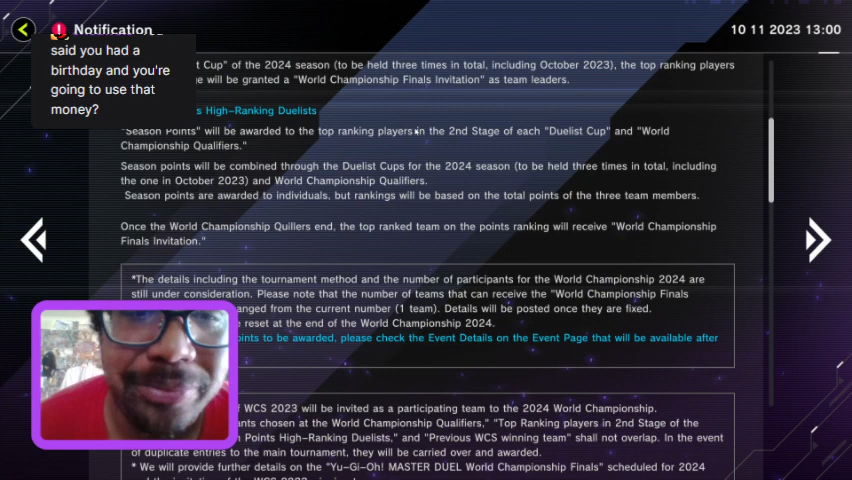 Notification
10 11 2023 13:00
said you had a
birthday and you're
going to use that
money?
Cup" of the 2024 season (to be held three times in total, including October 2023), the top ranking players
will be granted a "World Championship Finals Invitation" as team leaders.
High-Ranking Duelists
"Season Points" will be awarded to the top ranking players in the 2nd Stage of each "Duelist Cup" and "World
Championship Qualifiers."
Season points will be combined through the Duelist Cups for the 2024 season (to be held three times in total, including
the one in October 2023) and World Championship Qualifiers.
Season points are awarded to individuals, but rankings will be based on the total points of the three team members.
Once the World Championship Quillers end, the top ranked team on the points ranking will receive "World Championship
Finals Invitation."
*The details including the tournament method and the number of participants for the World Championship 2024 are
still under consideration. Please note that the number of teams that can receive the "World Championship Finals
anged from the current number (1 team). Details will be posted once they are fixed.
reset at the end of the World Championship 2024.
to be awarded, please check the Event Details on the Event Page that will be available after
WCS 2023 will be invited as a participating team to the 2024 World Championship.
chosen at the World Championship Qualifiers," "Top Ranking players in 2nd Stage of the
Points High-Ranking Duelists," and "Previous WCS winning team" shall not overlap. In the event
of duplicate entries to the main tournament, they will be carried over and awarded.
* We will provide further details on the "Yu-Gi-Oh! MASTER DUEL World Championship Finals" scheduled for 2024